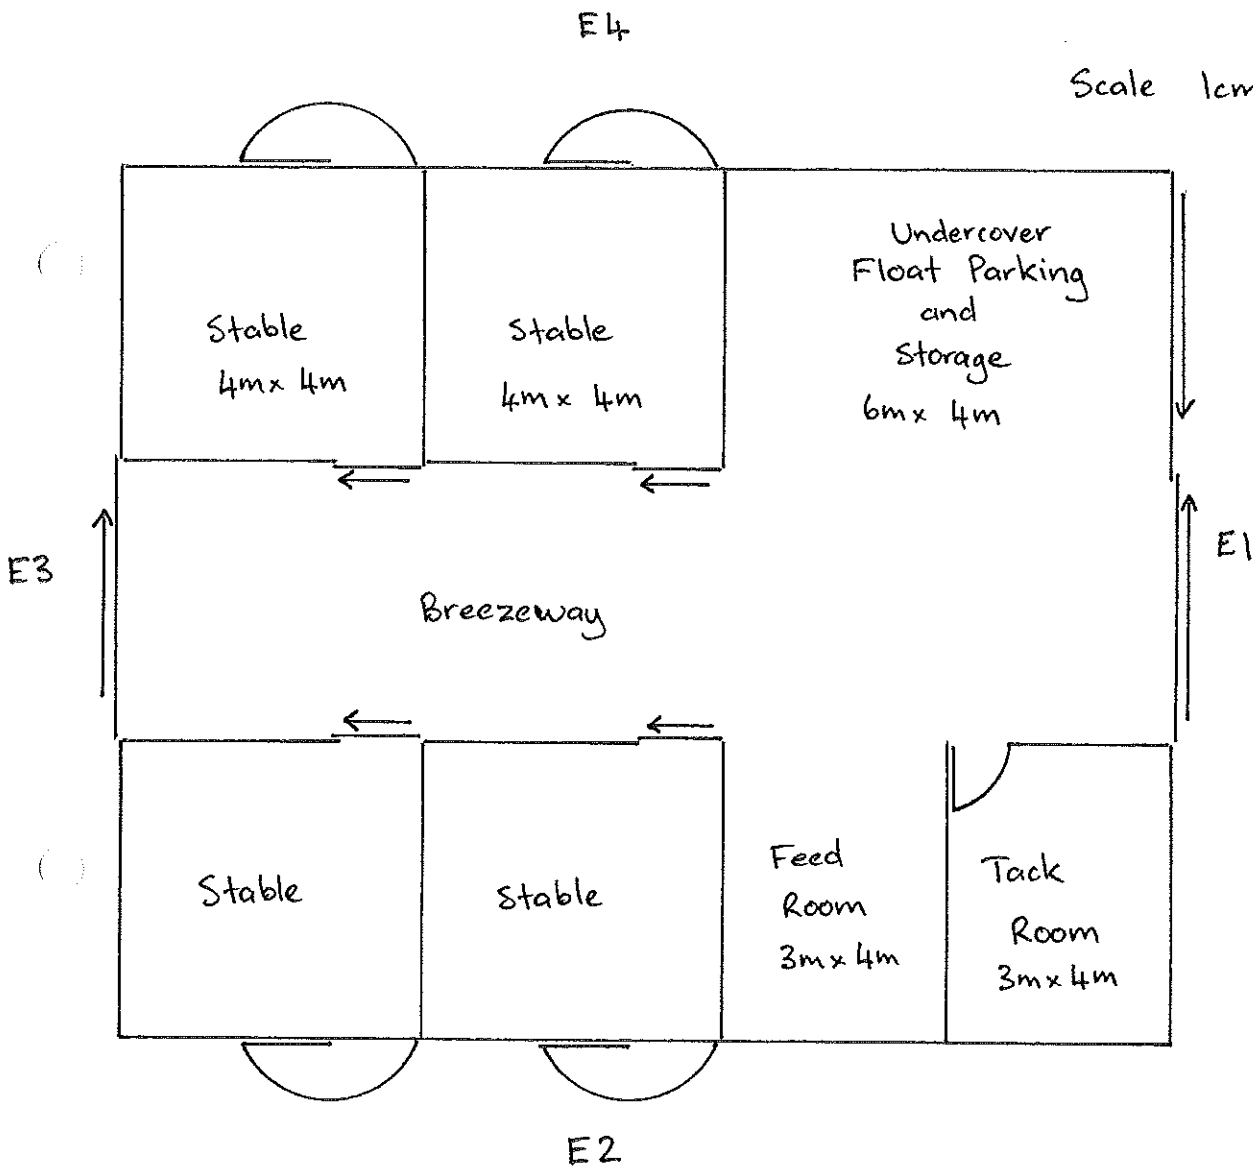 E4
Scale 1cm
Undercover
Float Parking
and
Storage
6m x 4m
Stable
4m x 4m
Stable
4m x 4m
E3
E1
Breezeway
Stable
Stable
Feed
Room
3m x 4m
Tack
Room
3m x 4m
E2